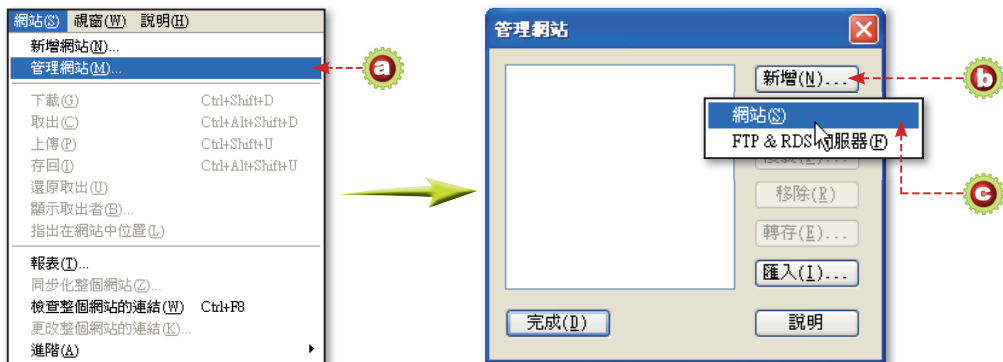 網站(S) 視窗(W) 說明(H)
新增網站(N)...
管理網站(M)...
a
下載(G) Ctrl+Shift+D
取出(C) Ctrl+Alt+Shift+D
上傳(P) Ctrl+Shift+U
存回(I) Ctrl+Alt+Shift+U
還原取出(U)
顯示取出者(B)...
指出在網站中位置(L)
報表(T)...
同步化整個網站(Z)...
檢查整個網站的連結(W) Ctrl+F8
更改整個網站的連結(K)...
進階(A)
管理網站
新增(N)...
b
網站(S)
FTP & RDS 伺服器(F)
c
移除(R)
轉存(E)...
匯入(I)...
完成(D)
說明